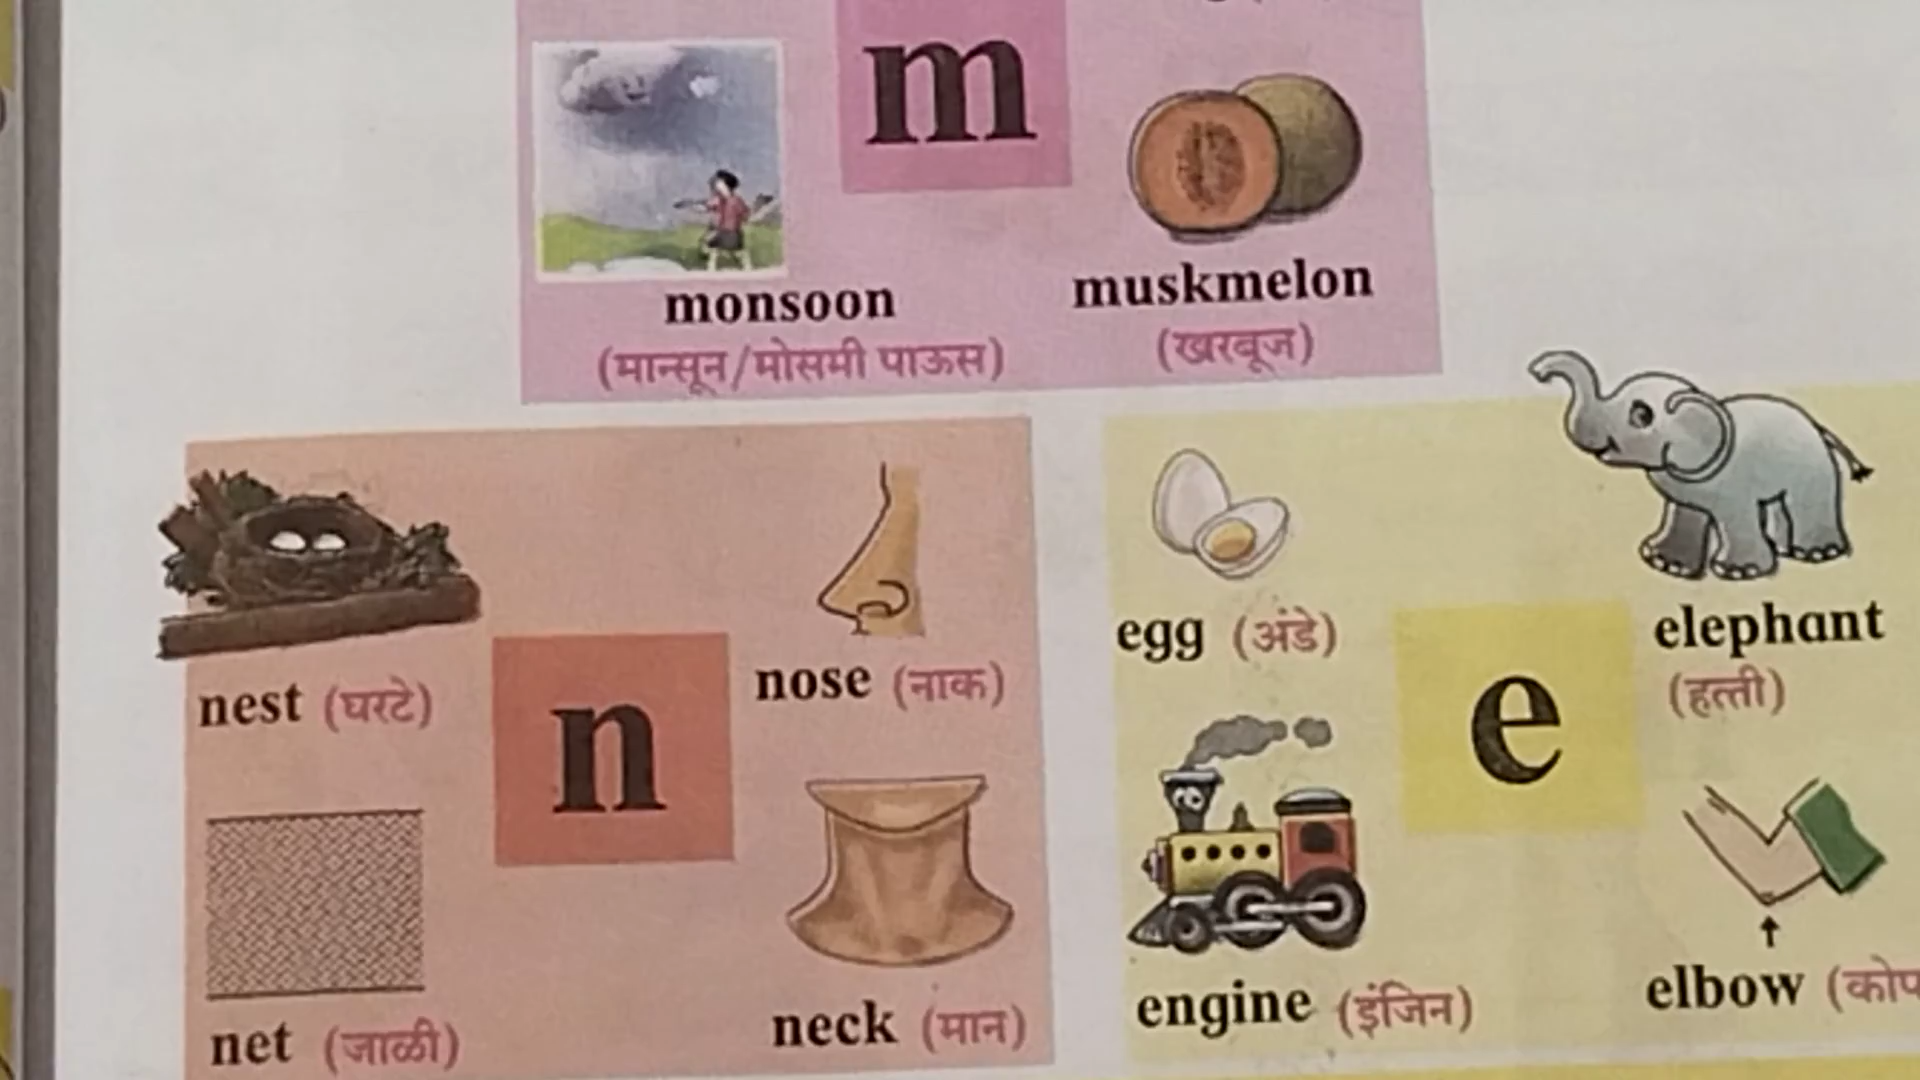 m
monsoon
(मान्सून/मोसमी पाऊस)
muskmelon
(खरबूज)
nest (घरटे)
n
nose (नाक)
net (जाळी)
neck (मान)
egg (अंडे)
e
elephant
(हत्ती)
engine (इंजिन)
elbow